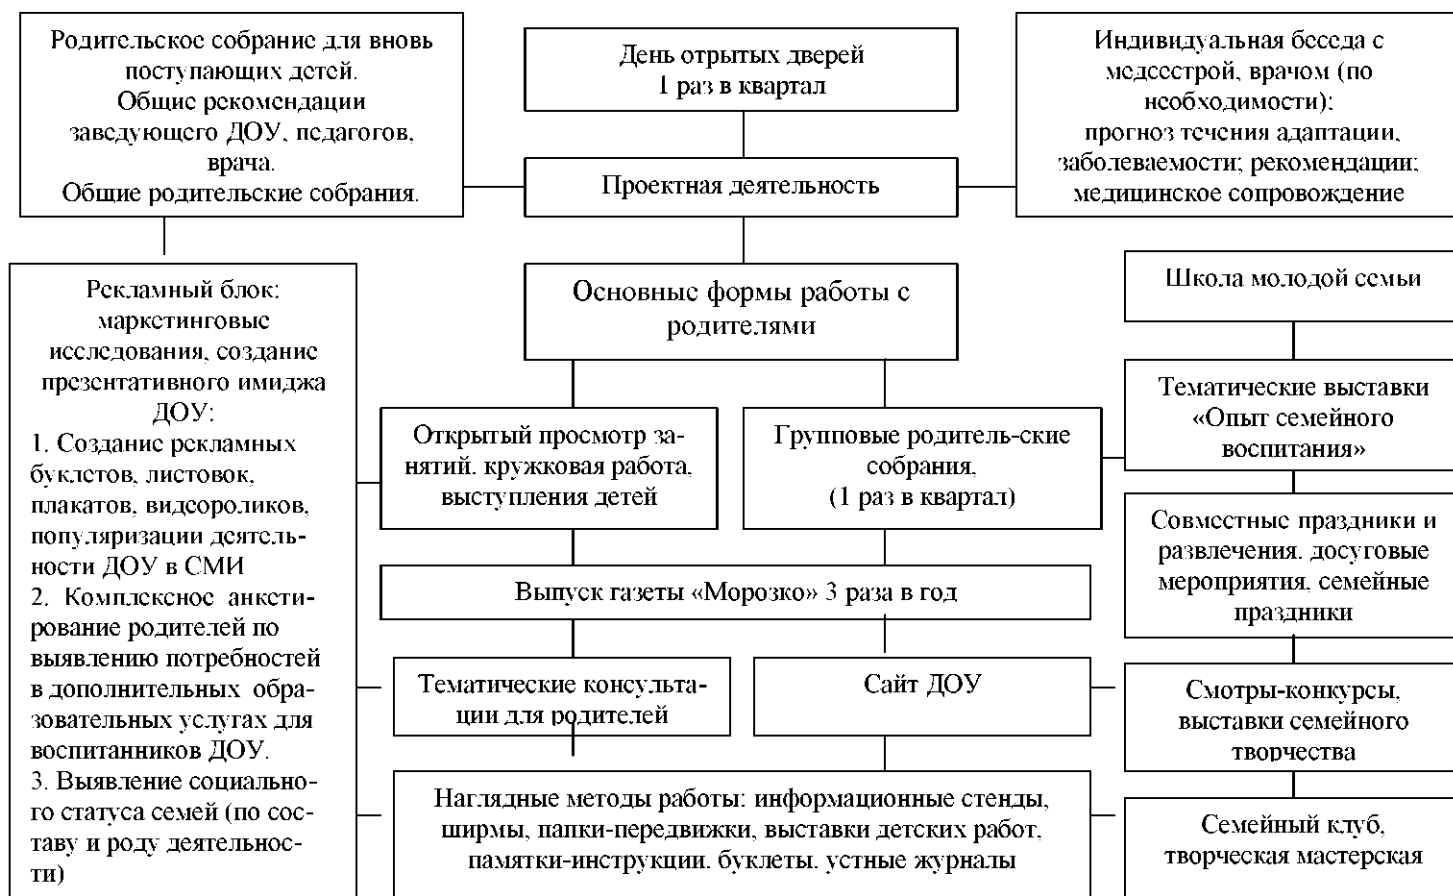 Родительское собрание для вновь
поступающих детей.
Общие рекомендации
заведующего ДОУ, педагогов,
врача.
Общие родительские собрания.
День отрытых дверей
1 раз в квартал
Индивидуальная беседа с
медсестрой, врачом (по
необходимости);
прогноз течения адаптации,
заболеваемости; рекомендации;
медицинское сопровождение
Проектная деятельность
Рекламный блок:
маркетинговые
исследования, создание
презентативного имиджа
ДОУ:
1. Создание рекламных
буклетов, листовок,
плакатов, видеороликов,
популяризации деятель-
ности ДОУ в СМИ
2. Комплексное анкети-
рование родителей по
выявлению потребностей
в дополнительных обра-
зовательных услугах для
воспитанников ДОУ.
3. Выявление социально-
го статуса семей (по сос-
таву и роду деятельнос-
ти)
Основные формы работы с
родителями
Открытый просмотр за-
нятий, кружковая работа,
выступления детей
Групповые родитель-ские
собрания,
(1 раз в квартал)
Выпуск газеты «Морозко» 3 раза в год
Тематические консульта-
ции для родителей
Сайт ДОУ
Наглядные методы работы: информационные стенды,
ширмы, папки-передвижки, выставки детских работ,
памятки-инструкции, буклеты, устные журналы
Школа молодой семьи
Тематические выставки
«Опыт семейного
воспитания»
Совместные праздники и
развлечения, досуговые
мероприятия, семейные
праздники
Смотры-конкурсы,
выставки семейного
творчества
Семейный клуб,
творческая мастерская